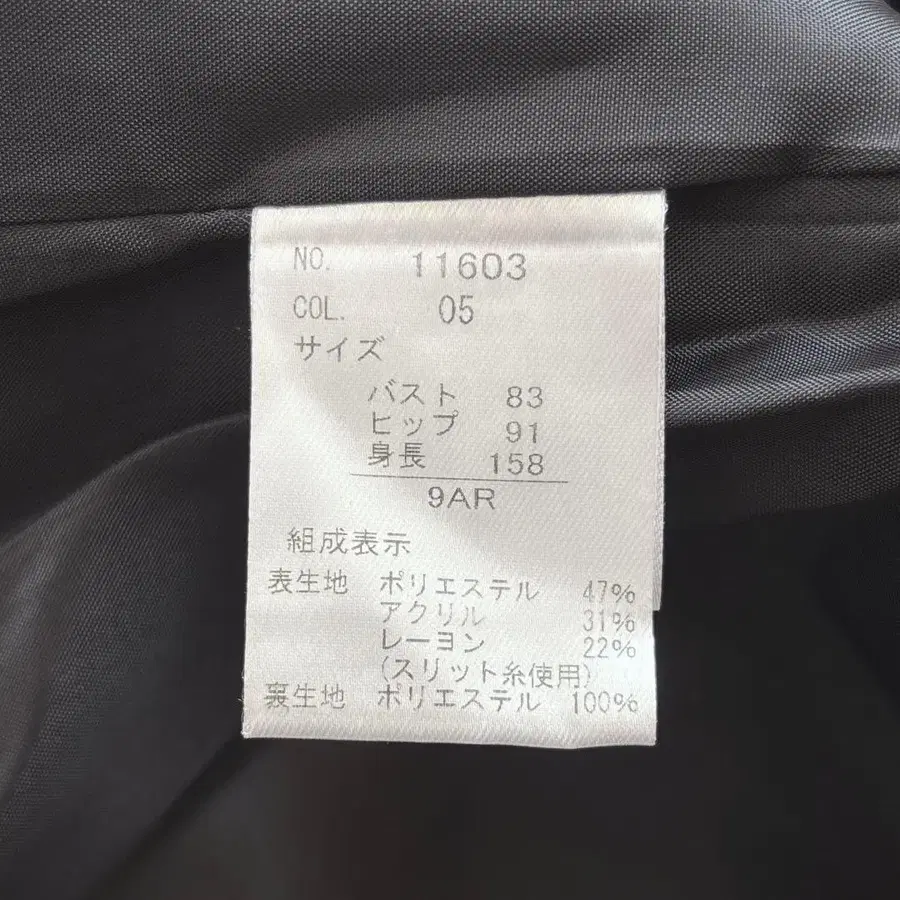 NO. 11603
COL. 05
サイズ
バスト 83
ヒップ 91
身長 158
9AR
組成表示
表生地 ポリエステル 47%
アクリル 31%
レーヨン 22%
(スリット糸使用)
裏生地 ポリエステル 100%